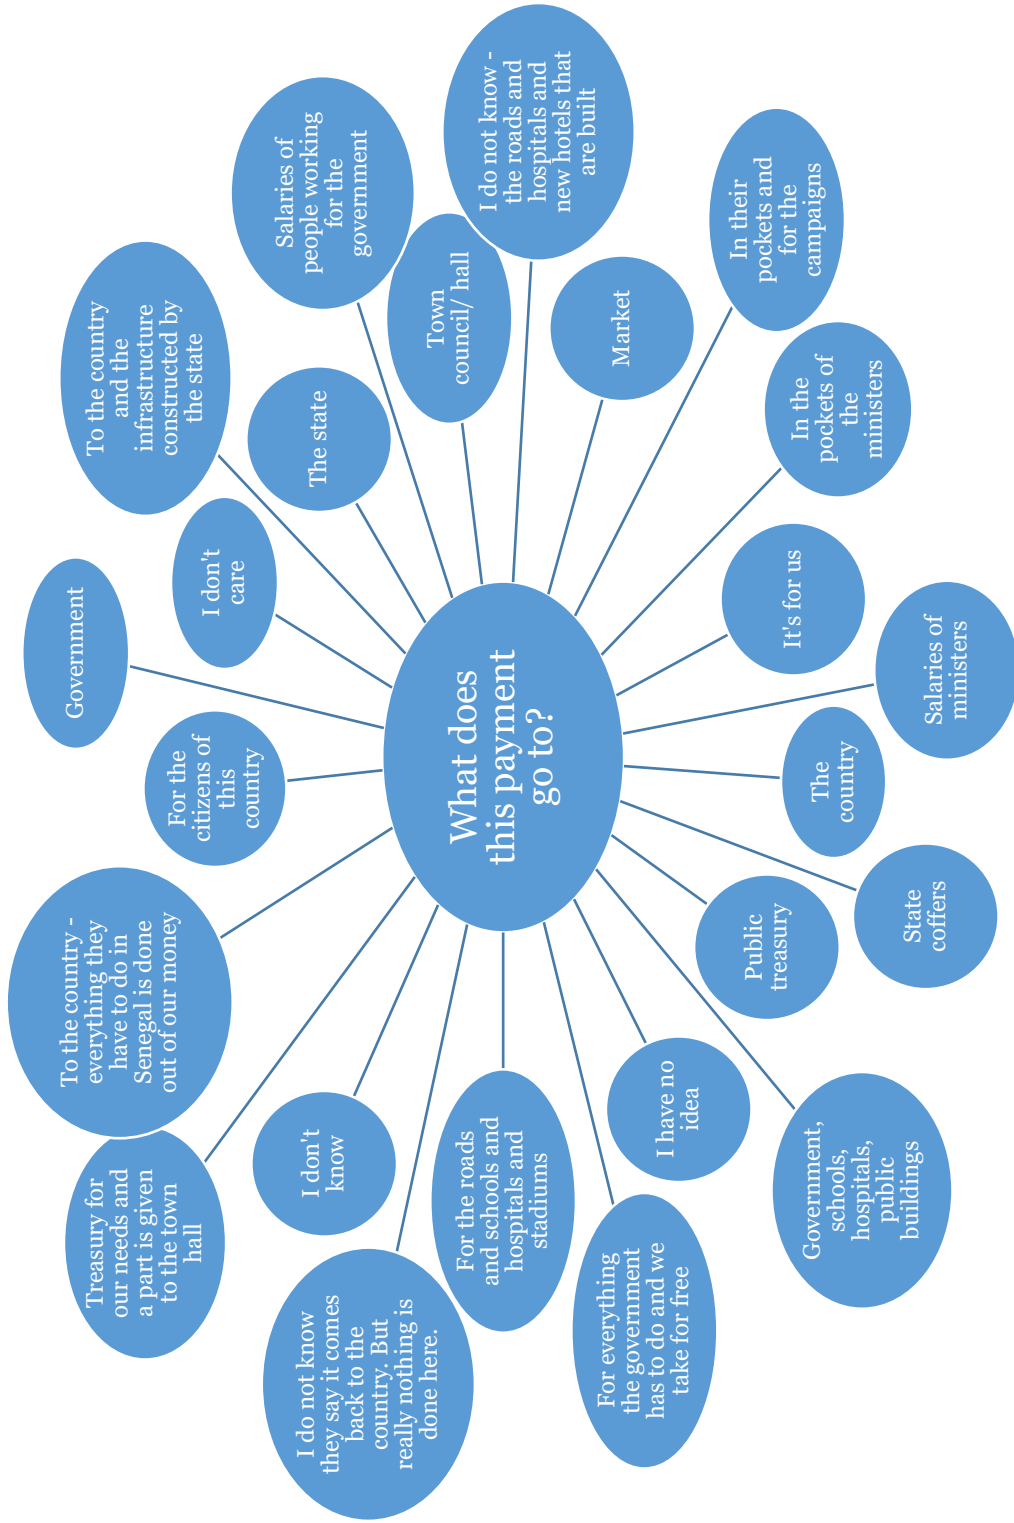 What does
this payment
go to?
Government
I don't
care
To the country
and the
infrastructure
constructed by
the state
The state
Salaries of
people working
for the
government
Town
council/ hall
I do not know -
the roads and
hospitals and
new hotels that
are built
Market
In their
pockets and
for the
campaigns
In the
pockets of
the
ministers
It's for us
Salaries of
ministers
The
country
State
coffers
Public
treasury
Government,
schools,
hospitals,
public
buildings
I have no
idea
For everything
the government
has to do and we
take for free
For the roads
and schools and
hospitals and
stadiums
I do not know
they say it comes
back to the
country. But
really nothing is
done here.
I don't
know
Treasury for
our needs and
a part is given
to the town
hall
To the country -
everything they
have to do in
Senegal is done
out of our money
For the
citizens of
this
country